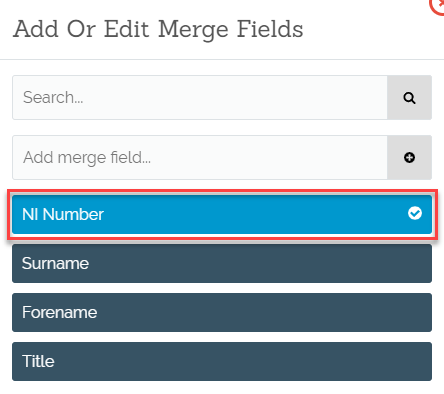 Add Or Edit Merge Fields
Search...
Add merge field...
NI Number
Surname
Forename
Title